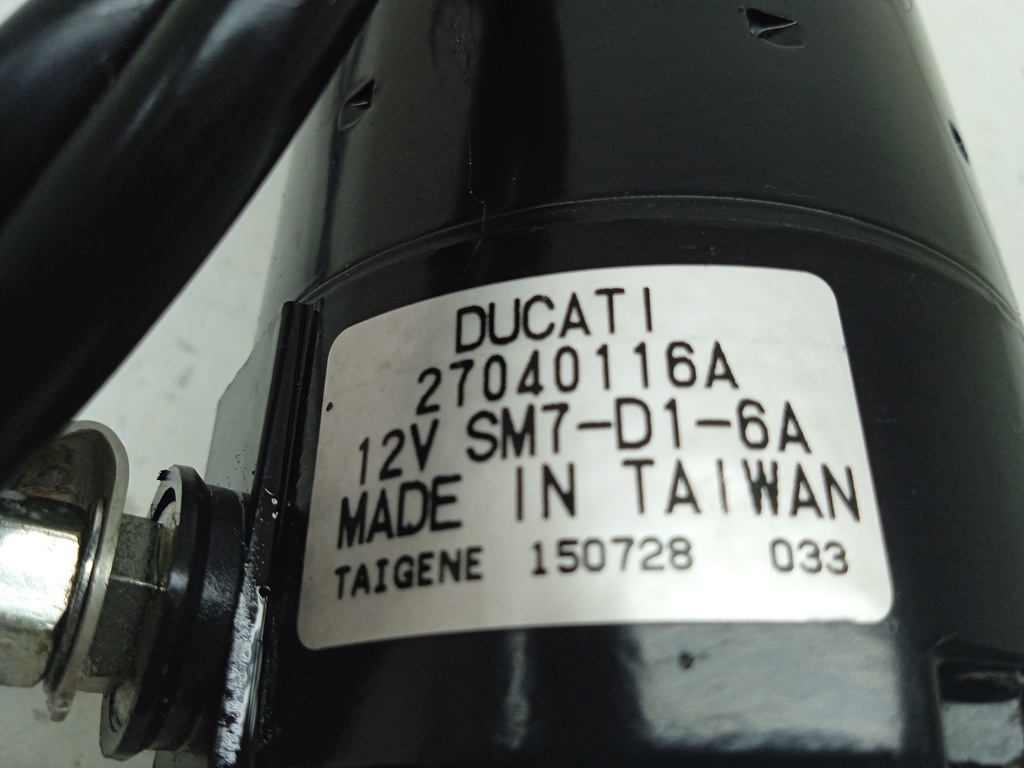 DUCATI
27040116A
12V SM7-D1-6A
MADE IN TAIWAN
TAIGENE 150728 033